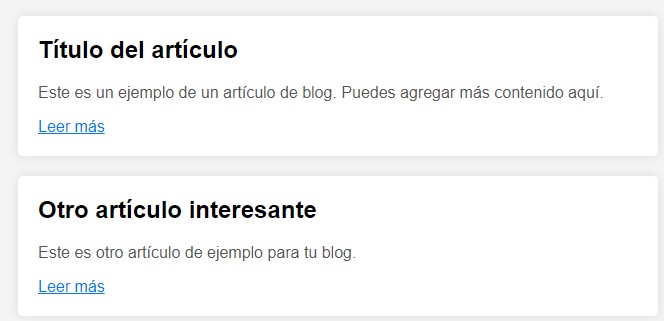 Título del artículo
Este es un ejemplo de un artículo de blog. Puedes agregar más contenido aquí.
Leer más
Otro artículo interesante
Este es otro artículo de ejemplo para tu blog.
Leer más